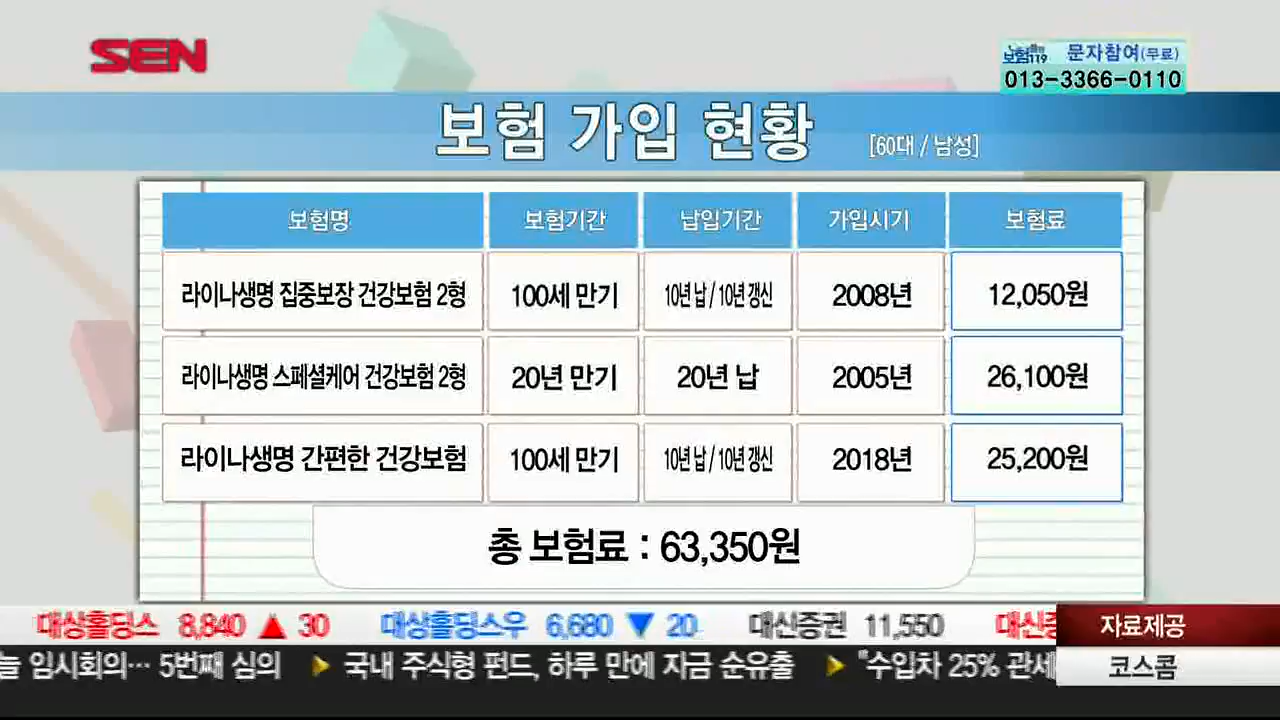 SEN
보험119 문자참여(무료)
013-3366-0110
보험 가입 현황 [60대 / 남성]
보험명 보험기간 납입기간 가입시기 보험료
라이나생명 집중보장 건강보험 2형 100세 만기 10년 납 / 10년 갱신 2008년 12,050원
라이나생명 스페셜케어 건강보험 2형 20년 만기 20년 납 2005년 26,100원
라이나생명 간편한 건강보험 100세 만기 10년 납 / 10년 갱신 2018년 25,200원
총 보험료 : 63,350원
대상홀딩스 8,840 ▲ 30 대상홀딩스우 6,680 ▼ 20 대신증권 11,550 대신 자료제공
늘 임시회의… 5번째 심의 ▶ 국내 주식형 펀드, 하루 만에 자금 순유출 ▶ "수입차 25% 관세 코스콤